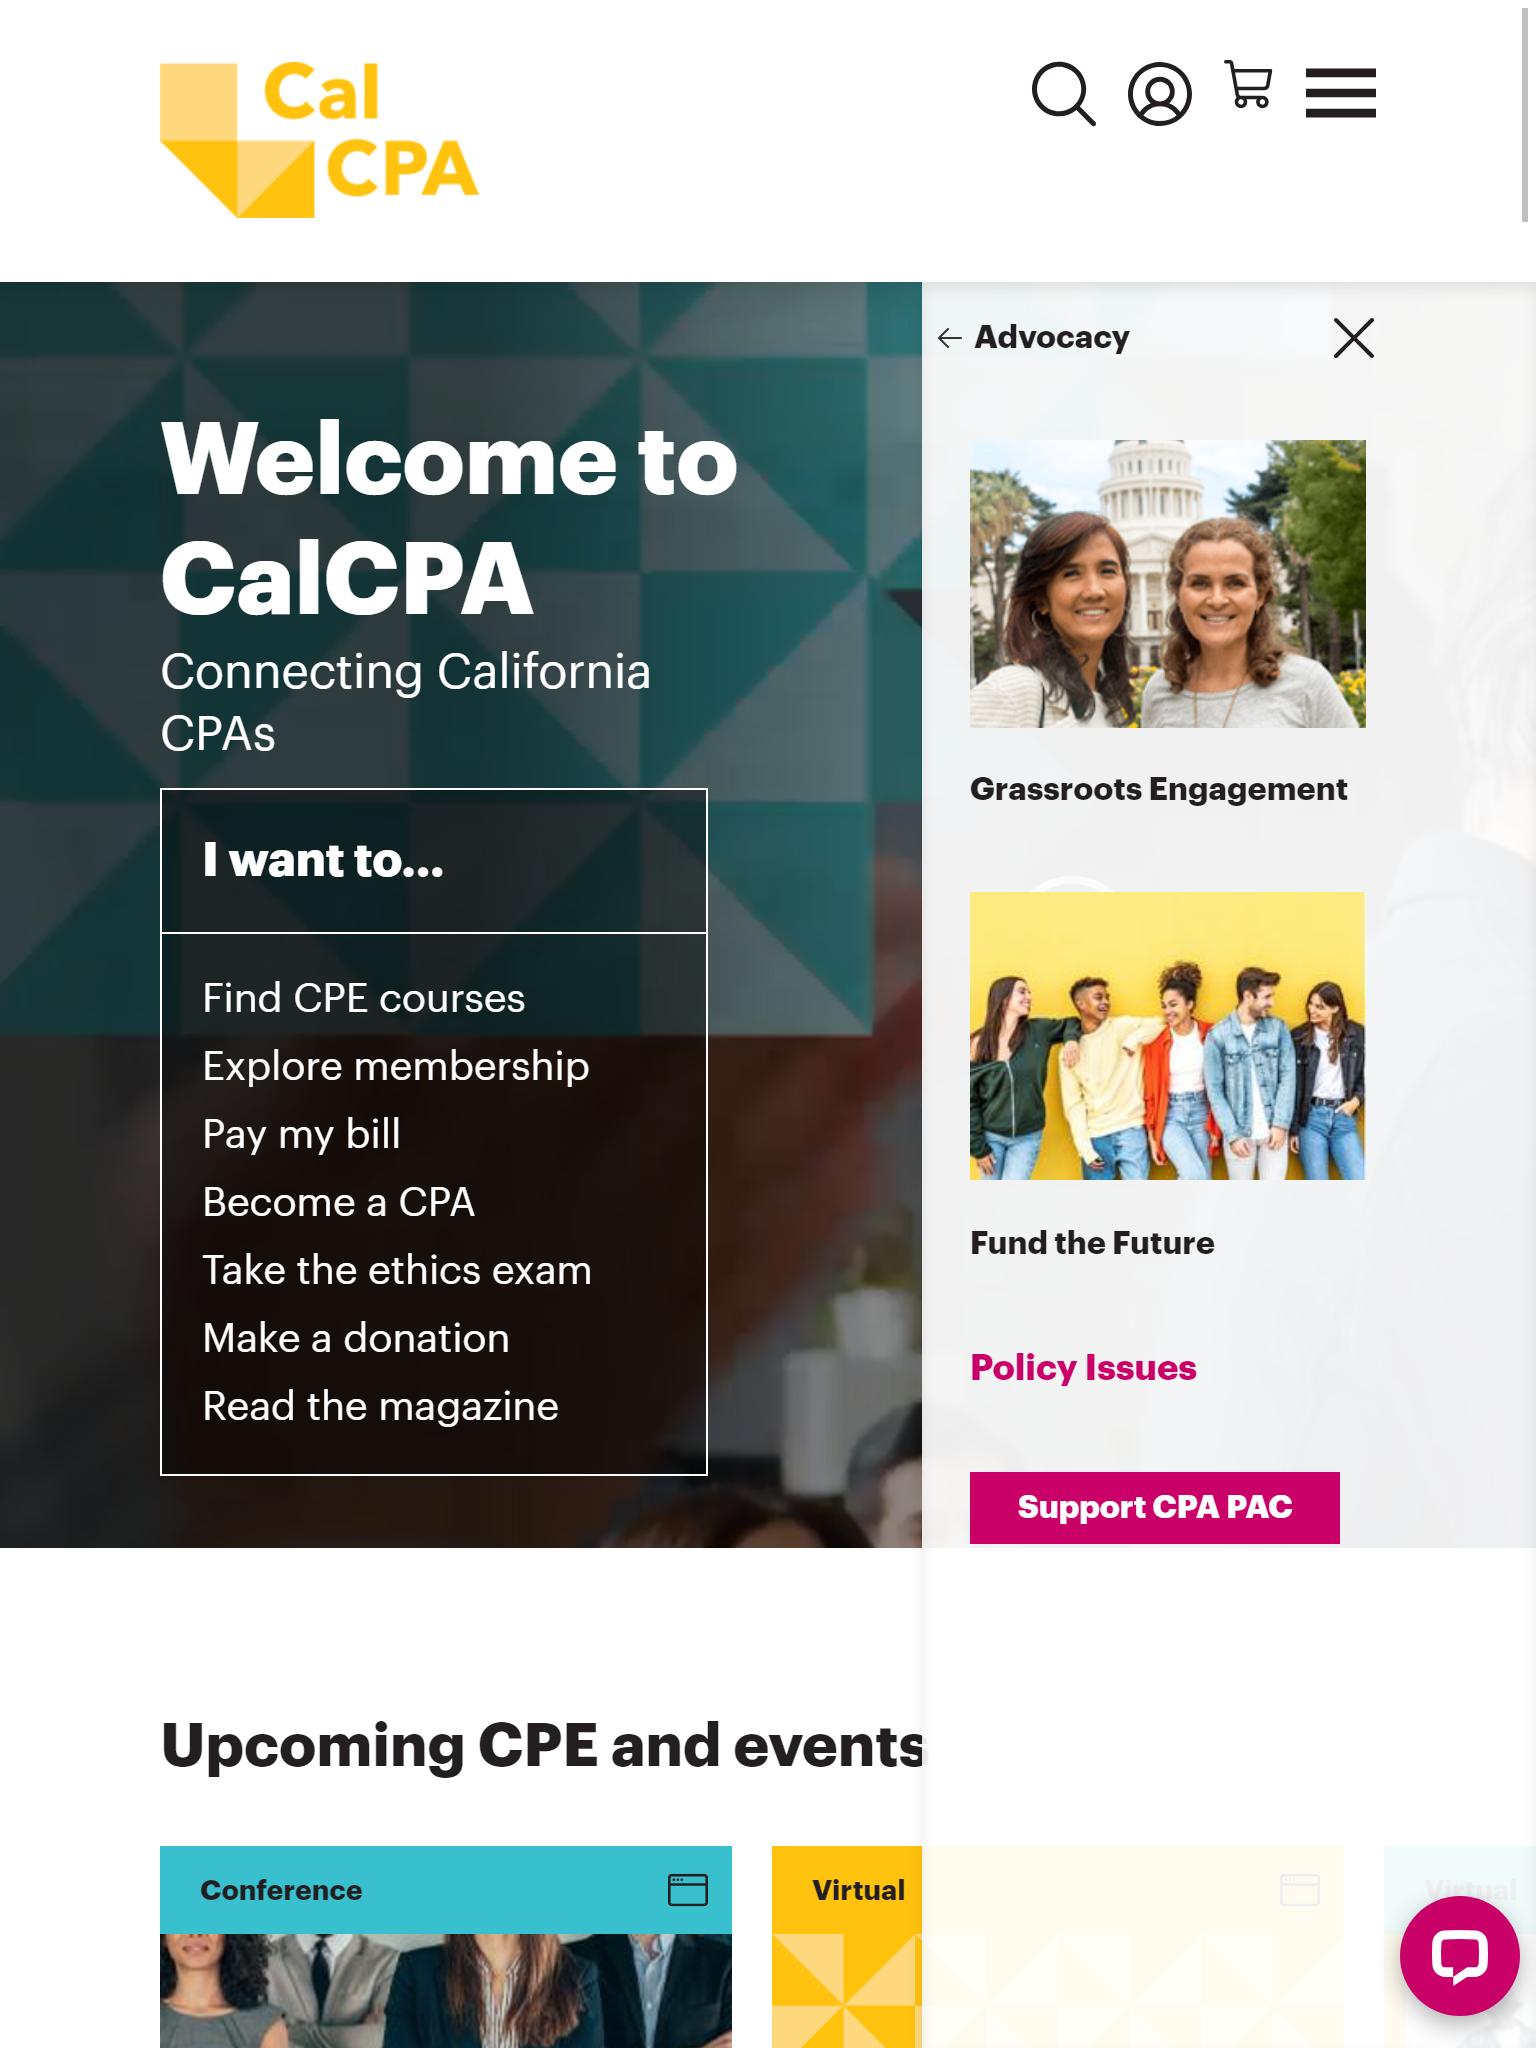 Cal
CPA
Advocacy
Welcome to
CalCPA
Connecting California
CPAs
I want to...
Find CPE courses
Explore membership
Pay my bill
Become a CPA
Take the ethics exam
Make a donation
Read the magazine
Grassroots Engagement
Fund the Future
Policy Issues
Support CPA PAC
Upcoming CPE and events
Conference
Virtual
Virtual